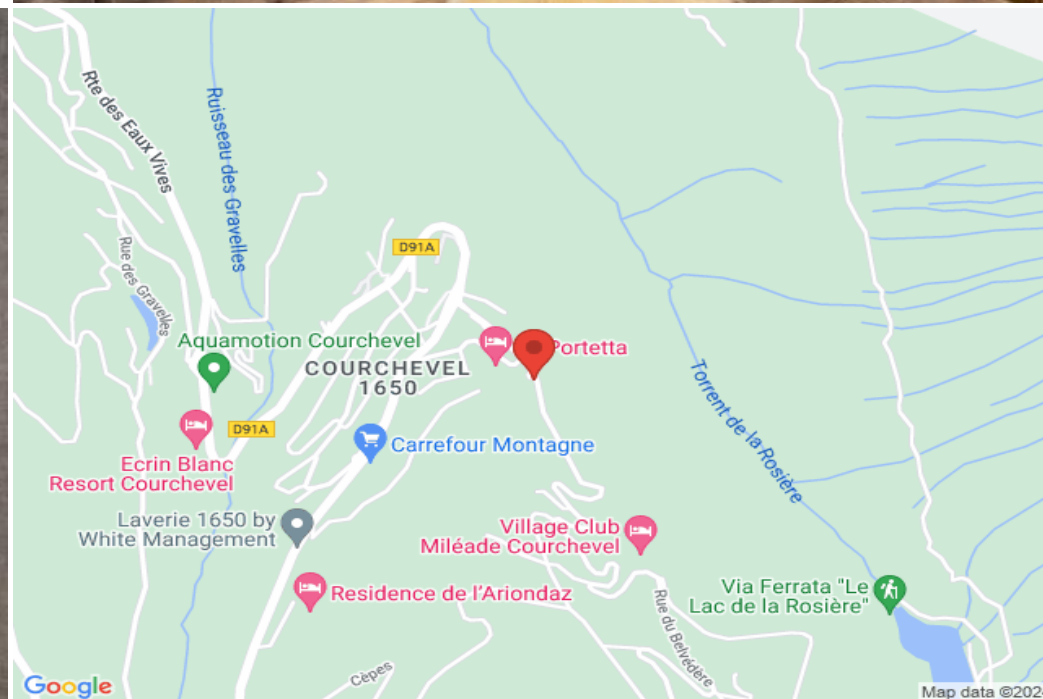 Rte des Eaux Vives
Ruisseau des Gravelles
Rue des Gravelles
D91A
Aquamotion Courchevel
COURCHEVEL
1650
Portetta
Torrent de la Rosière
D91A
Carrefour Montagne
Ecrin Blanc
Resort Courchevel
Laverie 1650 by
White Management
Village Club
Miléade Courchevel
Residence de l'Ariondaz
Via Ferrata "Le
Lac de la Rosière"
Rue du Belvédère
Cèpes
Google
Map data ©202